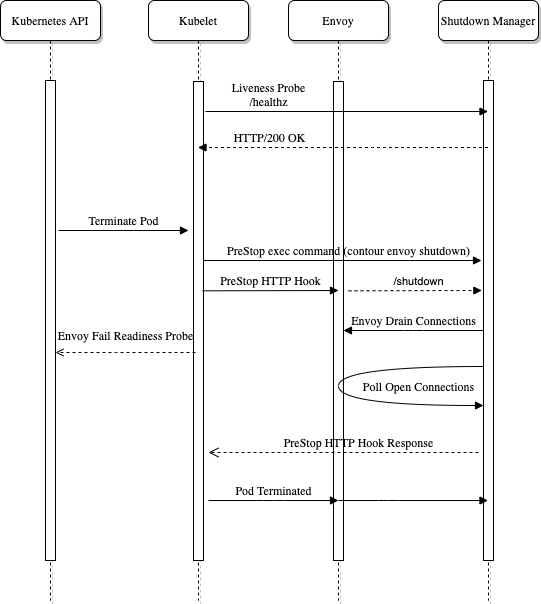 Kubernetes API
Kubelet
Envoy
Shutdown Manager
Liveness Probe
/healthz
HTTP/200 OK
Terminate Pod
PreStop exec command (contour envoy shutdown)
PreStop HTTP Hook
/shutdown
Envoy Drain Connections
Envoy Fail Readiness Probe
Poll Open Connections
PreStop HTTP Hook Response
Pod Terminated